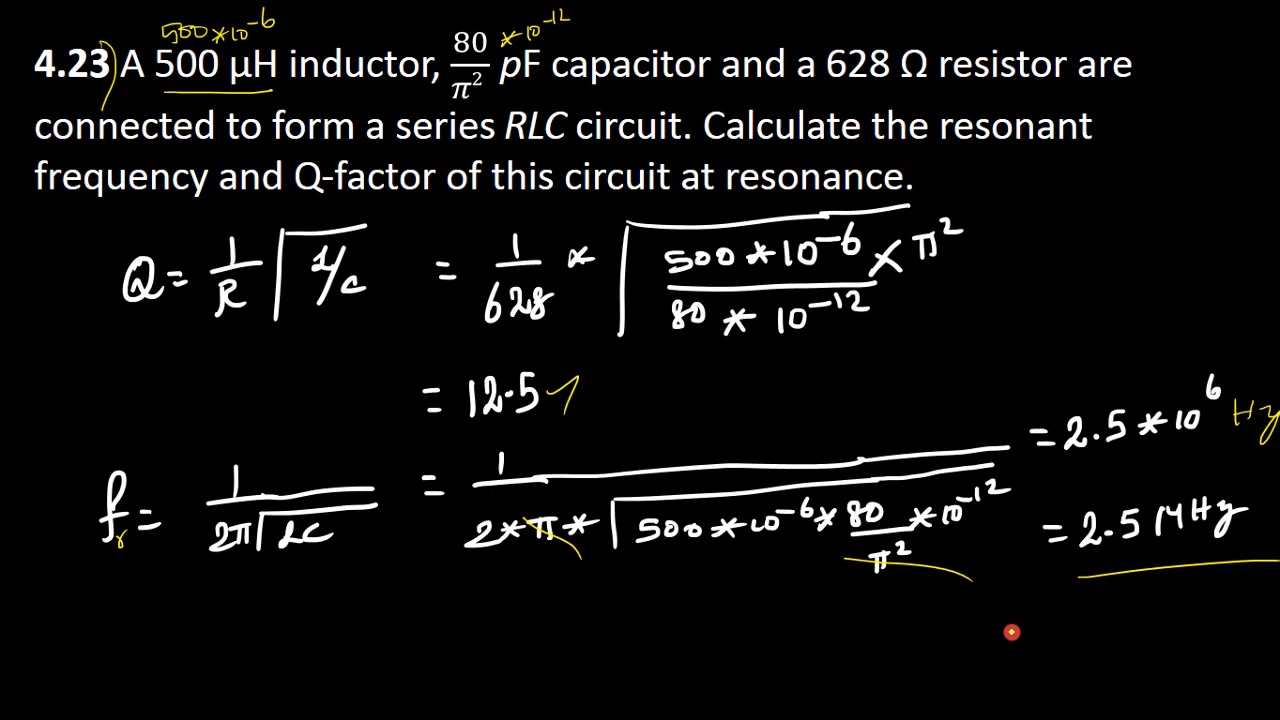 500*10^-6 *10^-12
4.23) A 500 µH inductor, 80/π² pF capacitor and a 628 Ω resistor are
connected to form a series RLC circuit. Calculate the resonant
frequency and Q-factor of this circuit at resonance.
Q = 1/R √(L/C) = 1/628 * √((500*10^-6 × π²)/(80*10^-12))
= 12.5
f_r = 1/(2π√(LC)) = 1/(2*π*√(500*10^-6 * 80/π² * 10^-12)) = 2.5*10^6 Hz
= 2.5 MHz